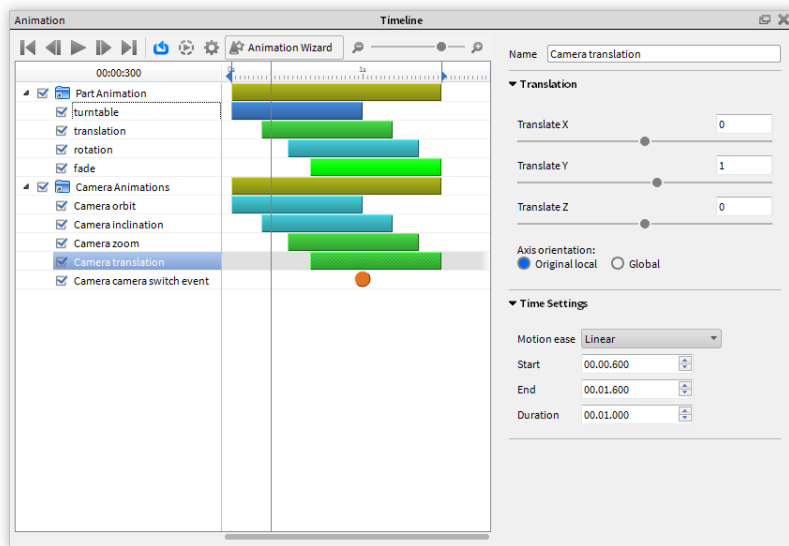 Animation
Timeline
Animation Wizard
00:00:300
0s
1s
Part Animation
turntable
translation
rotation
fade
Camera Animations
Camera orbit
Camera inclination
Camera zoom
Camera translation
Camera camera switch event
Name Camera translation
Translation
Translate X 0
Translate Y 1
Translate Z 0
Axis orientation:
Original local Global
Time Settings
Motion ease Linear
Start 00.00.600
End 00.01.600
Duration 00.01.000